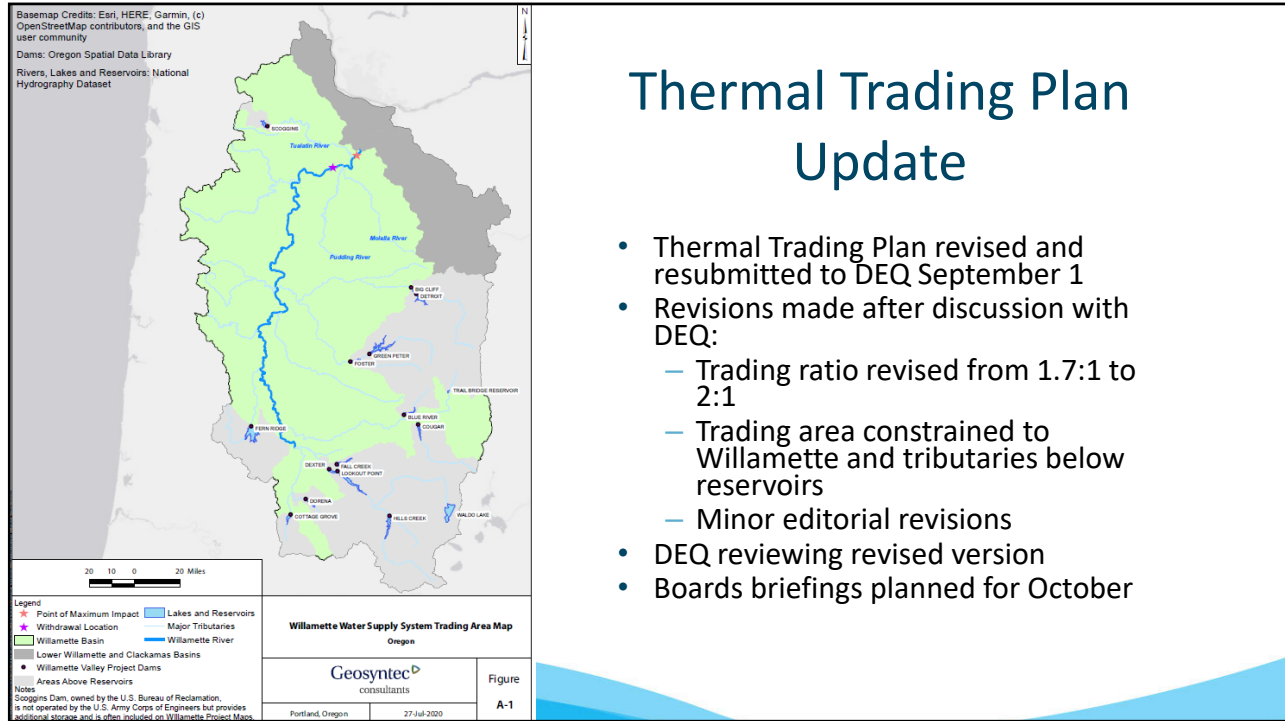 Basemap Credits: Esri, HERE, Garmin, (c)
OpenStreetMap contributors, and the GIS
user community
Dams: Oregon Spatial Data Library
Rivers, Lakes and Reservoirs: National
Hydrography Dataset
N
SCOGGINS
Tualatin River
Molalla River
Pudding River
BIG CLIFF
DETROIT
GREEN PETER
FOSTER
TRAIL BRIDGE RESERVOIR
BLUE RIVER
COUGAR
FERN RIDGE
DEXTER
FALL CREEK
LOOKOUT POINT
DORENA
COTTAGE GROVE
HILLS CREEK
WALDO LAKE
20 10 0 20 Miles
Legend
Point of Maximum Impact
Withdrawal Location
Willamette Basin
Lower Willamette and Clackamas Basins
Willamette Valley Project Dams
Areas Above Reservoirs
Lakes and Reservoirs
Major Tributaries
Willamette River
Notes
Scoggins Dam, owned by the U.S. Bureau of Reclamation,
is not operated by the U.S. Army Corps of Engineers but provides
additional storage and is often included on Willamette Project Maps.
Willamette Water Supply System Trading Area Map
Oregon
Geosyntec
consultants
Portland, Oregon
27-Jul-2020
Figure
A-1
Thermal Trading Plan
Update
• Thermal Trading Plan revised and
resubmitted to DEQ September 1
• Revisions made after discussion with
DEQ:
– Trading ratio revised from 1.7:1 to
2:1
– Trading area constrained to
Willamette and tributaries below
reservoirs
– Minor editorial revisions
• DEQ reviewing revised version
• Boards briefings planned for October